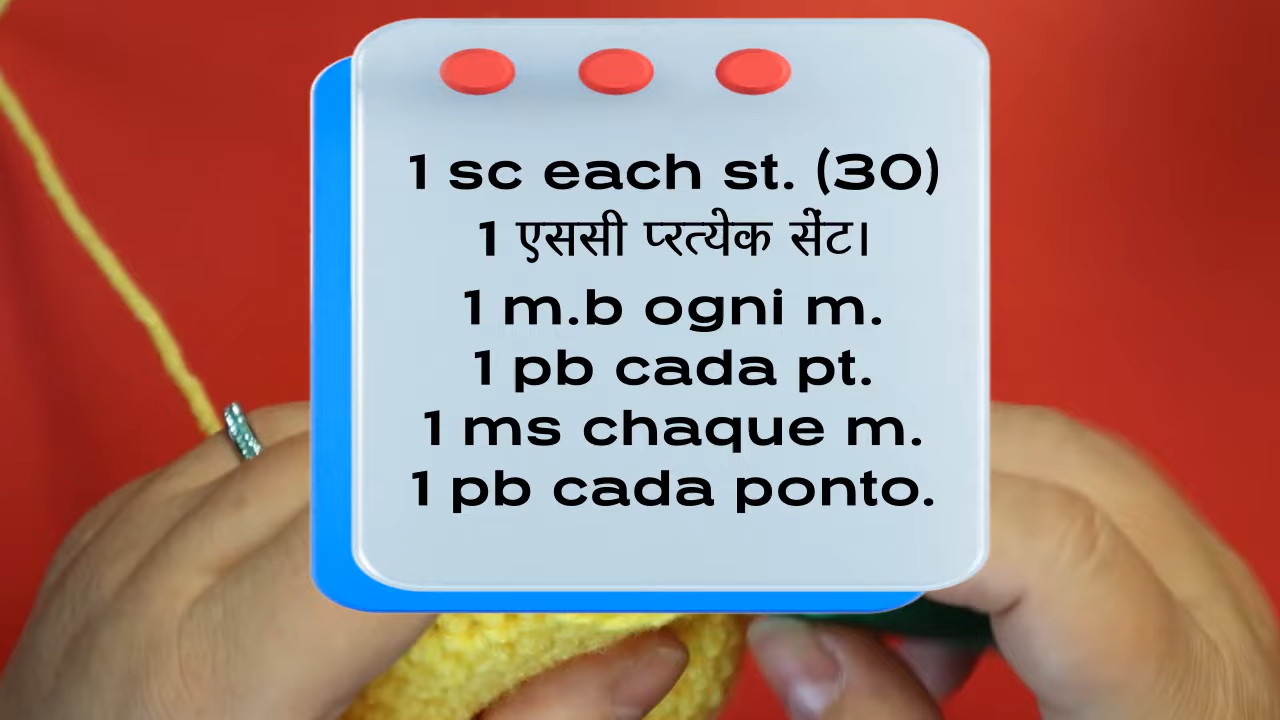 1 sc each st. (30)
1 एससी प्रत्येक सेंट।
1 m.b ogni m.
1 pb cada pt.
1 ms chaque m.
1 pb cada ponto.